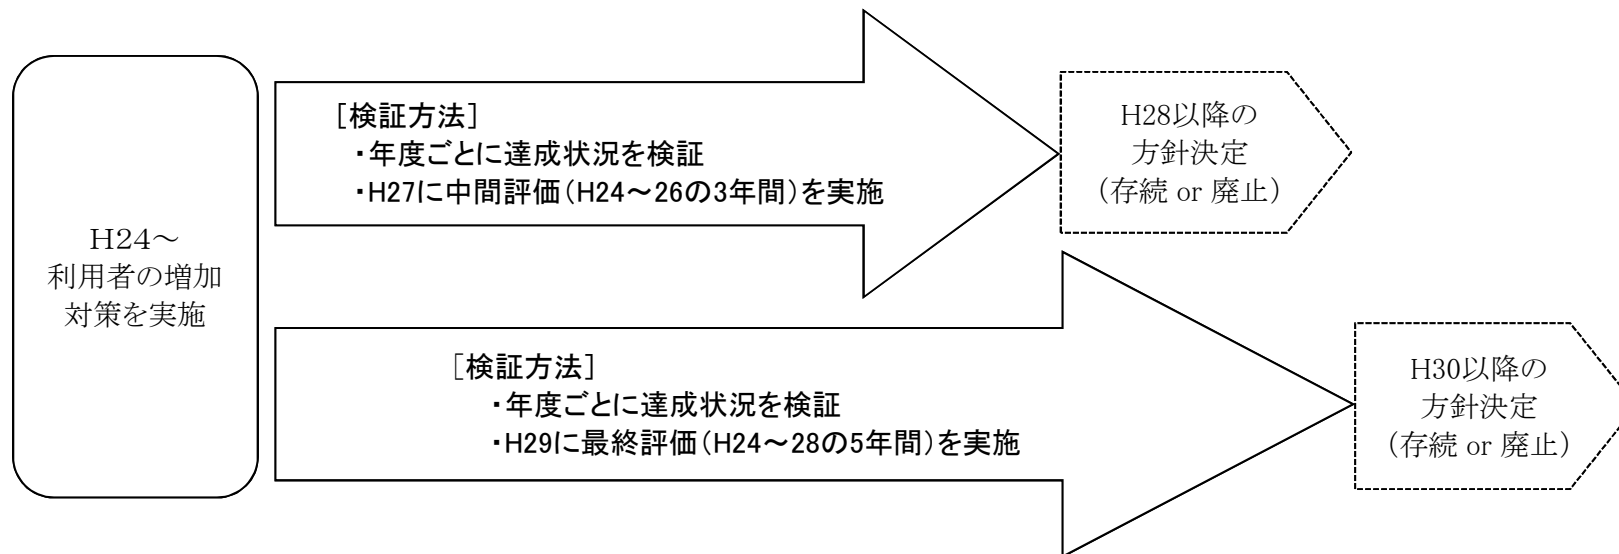 H24～
利用者の増加
対策を実施
［検証方法］
・年度ごとに達成状況を検証
・H27に中間評価（H24～26の3年間）を実施
H28以降の
方針決定
（存続 or 廃止）
［検証方法］
・年度ごとに達成状況を検証
・H29に最終評価（H24～28の5年間）を実施
H30以降の
方針決定
（存続 or 廃止）